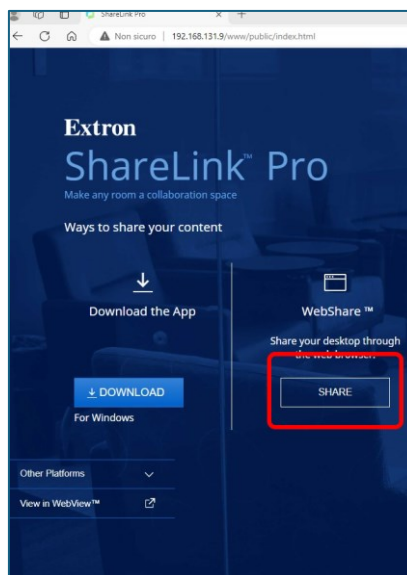 ShareLink Pro
Non sicuro | 192.168.131.9/www/public/index.html
Extron
ShareLink™ Pro
Make any room a collaboration space
Ways to share your content
Download the App
DOWNLOAD
For Windows
WebShare ™
Share your desktop through
the web browser.
SHARE
Other Platforms
View in WebView™